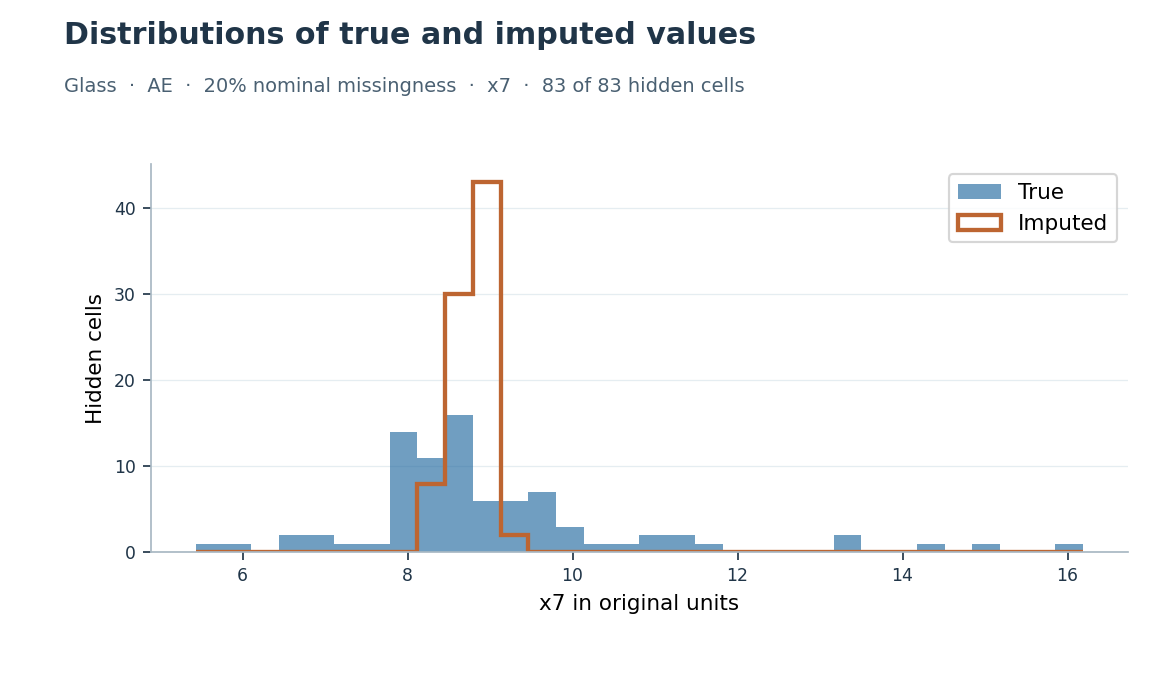 Distributions of true and imputed values
Glass · AE · 20% nominal missingness · x7 · 83 of 83 hidden cells
True
Imputed
Hidden cells
40
30
20
10
0
6 8 10 12 14 16
x7 in original units